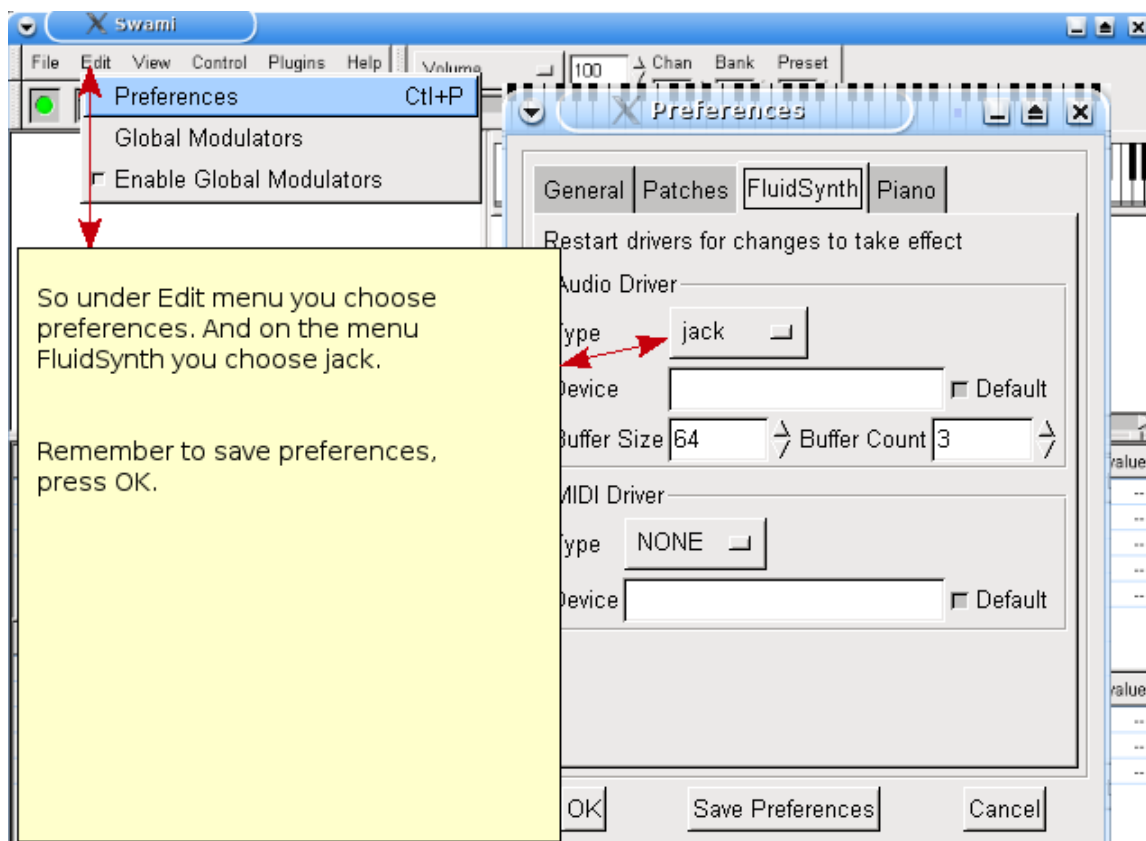 Swami
File Edit View Control Plugins Help
Volume 100 Chan Bank Preset
Preferences Ctl+P
Global Modulators
Enable Global Modulators
So under Edit menu you choose
preferences. And on the menu
FluidSynth you choose jack.
Remember to save preferences,
press OK.
Preferences
General Patches FluidSynth Piano
Restart drivers for changes to take effect
Audio Driver
Type jack
Device Default
Buffer Size 64 Buffer Count 3
MIDI Driver
Type NONE
Device Default
OK Save Preferences Cancel
value
--
--
--
--
--
value
--
--
--